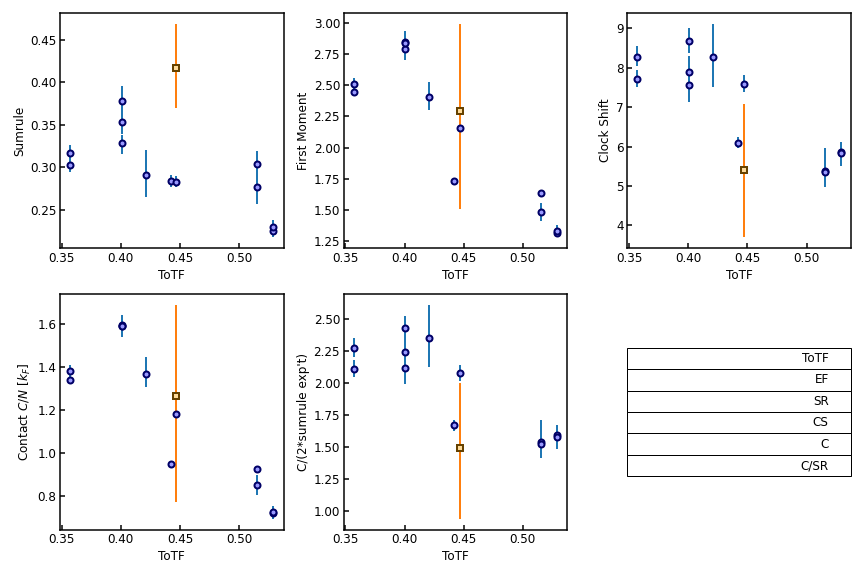 0.45
0.40
0.35
0.30
0.25
Sumrule
0.35 0.40 0.45 0.50
ToTF
3.00
2.75
2.50
2.25
2.00
1.75
1.50
1.25
First Moment
0.35 0.40 0.45 0.50
ToTF
9
8
7
6
5
4
Clock Shift
0.35 0.40 0.45 0.50
ToTF
1.6
1.4
1.2
1.0
0.8
Contact C/N [k_F]
0.35 0.40 0.45 0.50
ToTF
2.50
2.25
2.00
1.75
1.50
1.25
1.00
C/(2*sumrule exp't)
0.35 0.40 0.45 0.50
ToTF
ToTF
EF
SR
CS
C
C/SR